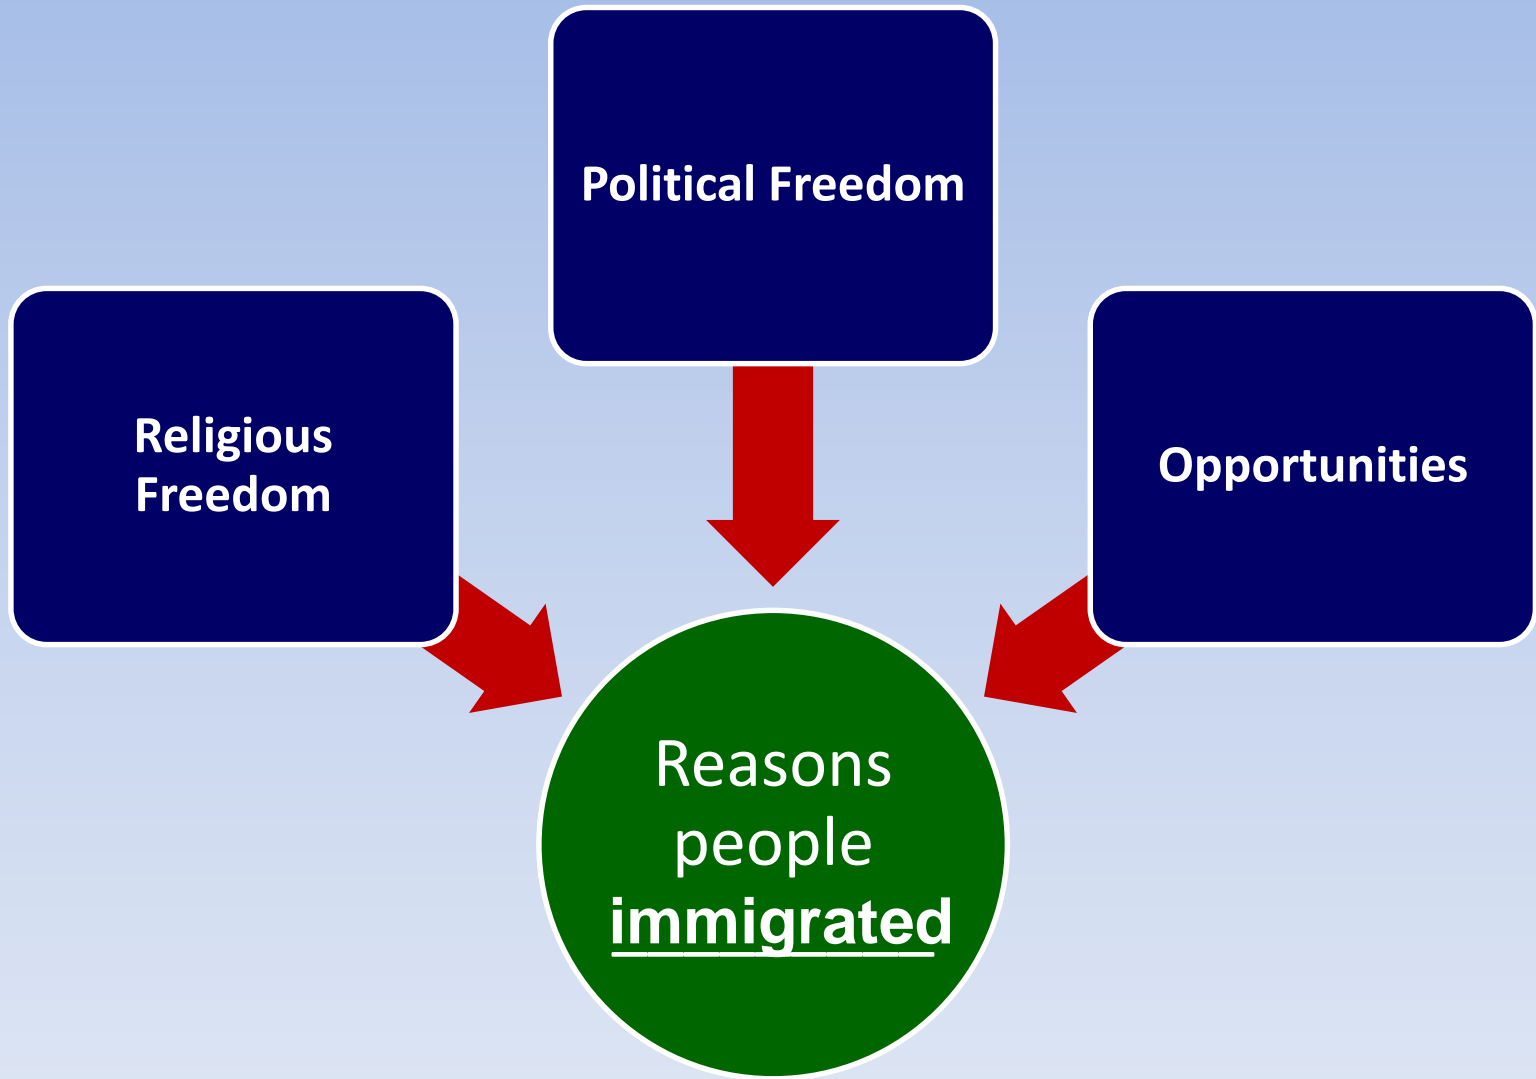 Political Freedom
Religious
Freedom
Opportunities
Reasons
people
immigrated